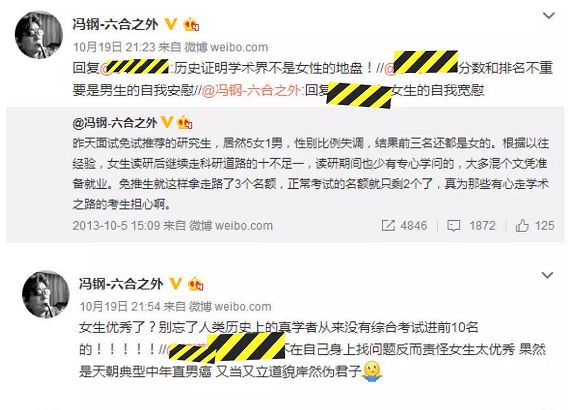 冯钢-六合之外
10月19日 21:23 来自 微博 weibo.com
回复@:历史证明学术界不是女性的地盘！//@分数和排名不重
要是男生的自我安慰//@冯钢-六合之外:回复女生的自我宽慰
@冯钢-六合之外
昨天面试免试推荐的研究生，居然5女1男，性别比例失调，结果前三名还都是女的。根据以往
经验，女生读研后继续走科研道路的十不足一，读研期间也少有专心学问的，大多混个文凭准
备就业。免推生就这样拿走路了3个名额，正常考试的名额就只剩2个了，真为那些有心走学术
之路的考生担心啊。
2013-10-5 15:09 来自 微博 weibo.com 4846 1872 125
冯钢-六合之外
10月19日 21:54 来自 微博 weibo.com
女生优秀了？别忘了人类历史上的真学者从来没有综合考试进前10名
的！！！！！//不在自己身上找问题反而责怪女生太优秀 果然
是天朝典型中年直男癌 又当又立道貌岸然伪君子